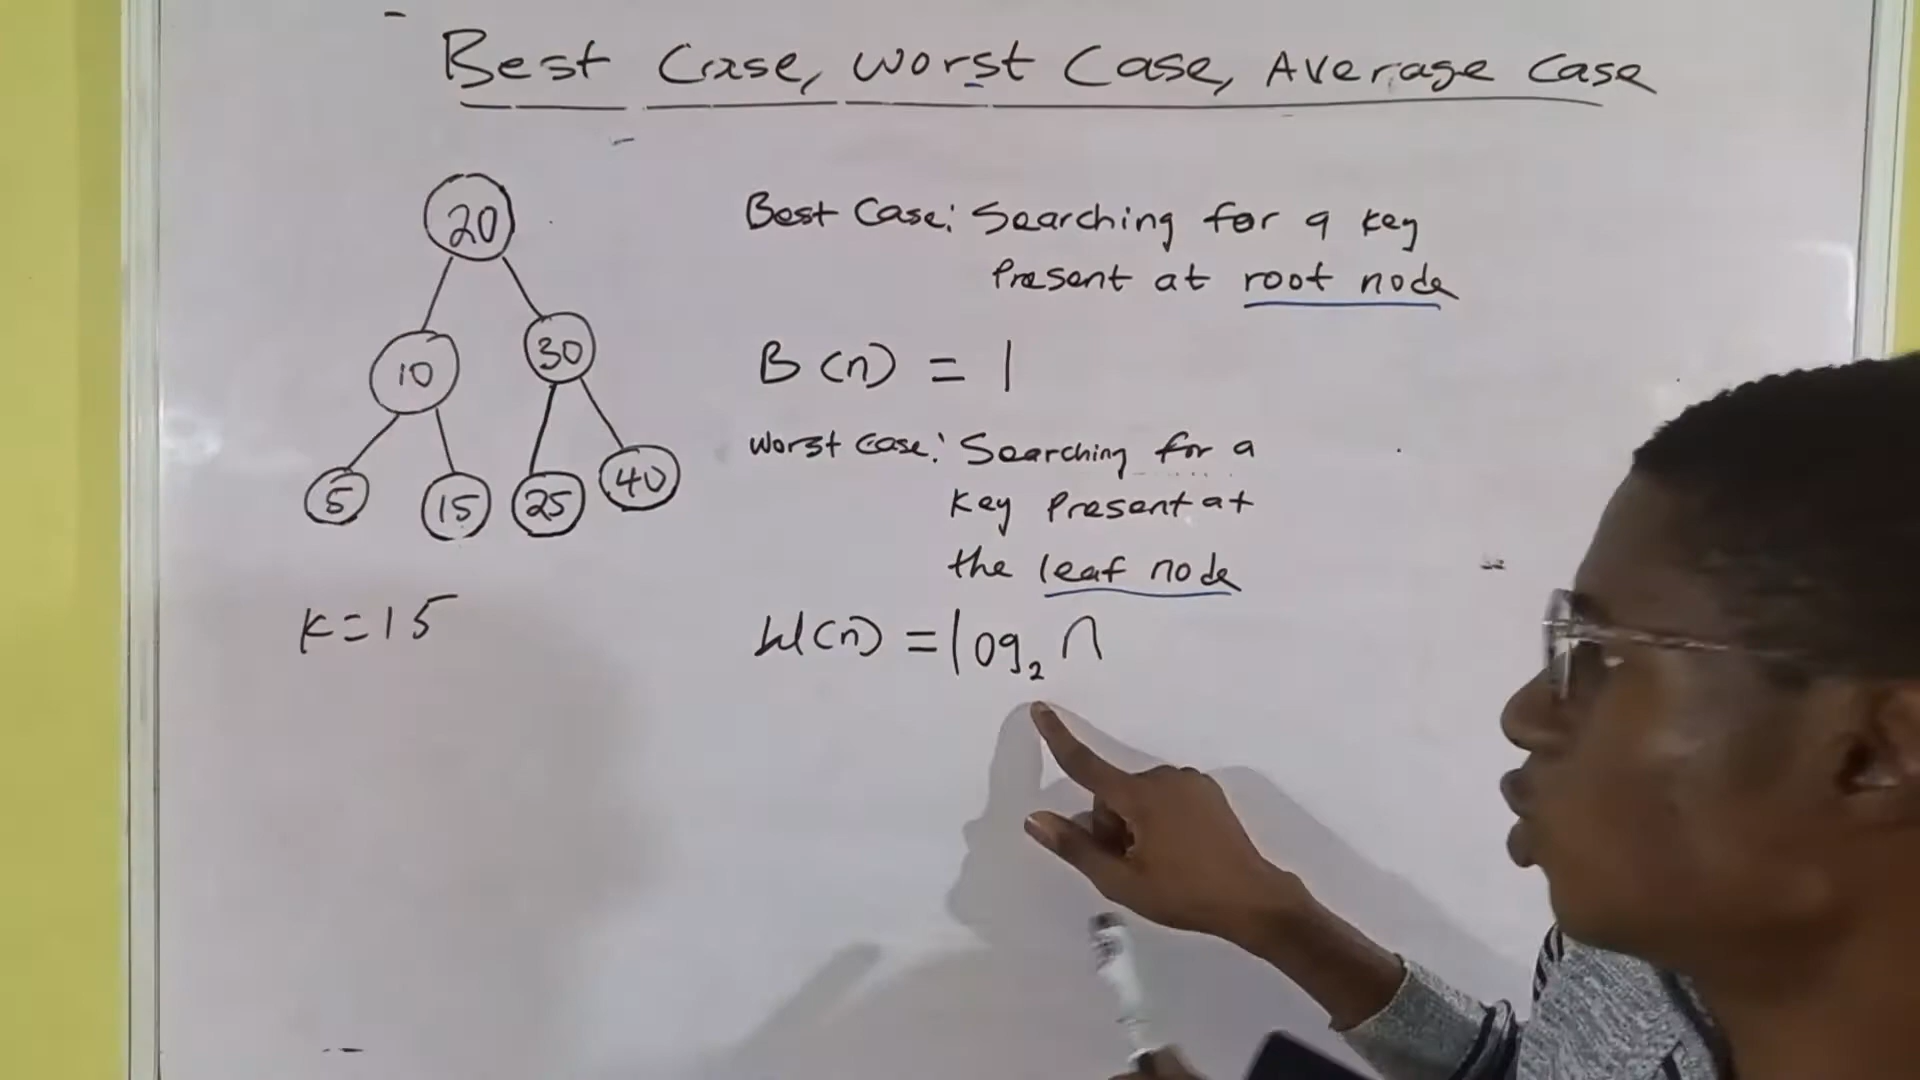 Best Case, Worst Case, Average Case
20
10
30
5
15
25
40
K=15
Best Case: Searching for a key
Present at root node
B(n) = 1
Worst Case: Searching for a
Key Present at
the leaf node
W(n) = log₂ n